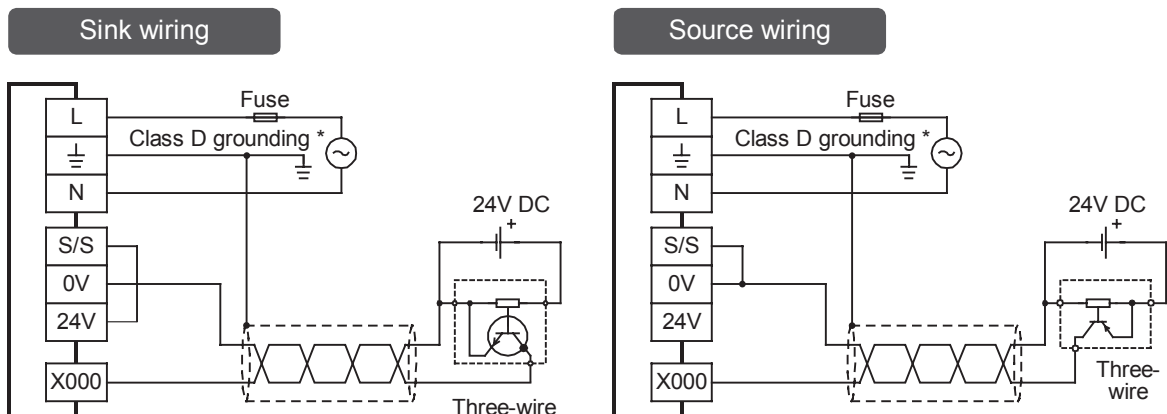 Sink wiring
L
Fuse
Class D grounding *
N
24V DC
+
S/S
0V
24V
X000
Three-wire
Source wiring
L
Fuse
Class D grounding *
N
24V DC
+
S/S
0V
24V
X000
Three-
wire